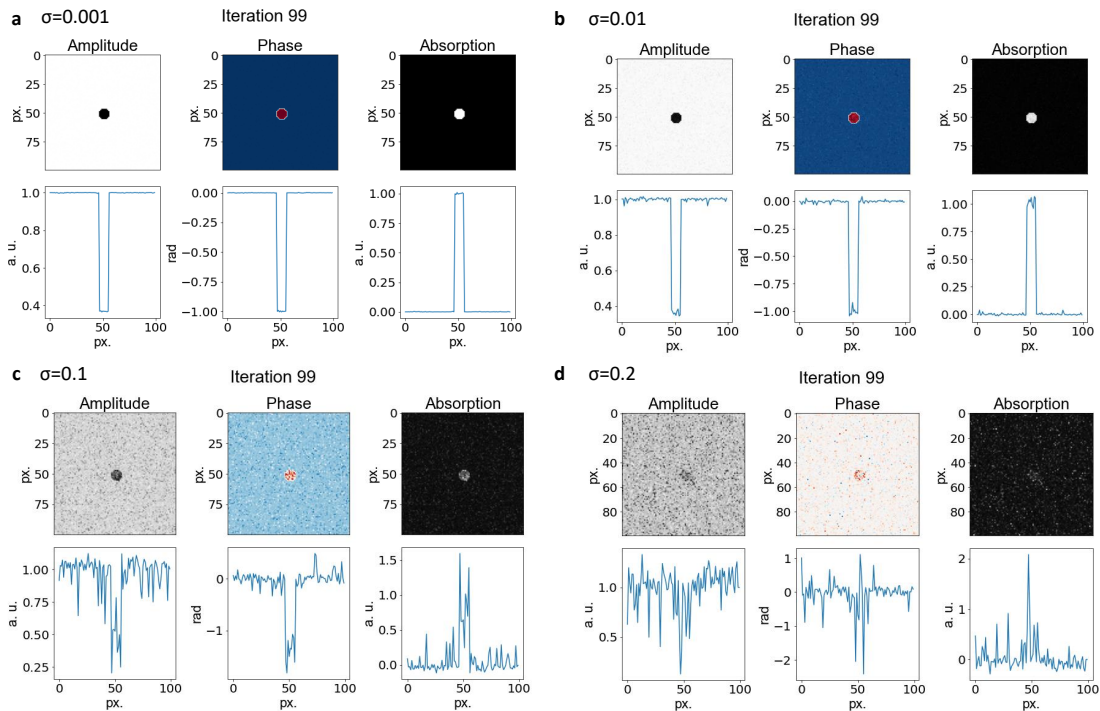 a σ=0.001 Iteration 99
Amplitude Phase Absorption
0
25
50
75
px.
1.0
0.8
0.6
0.4
a. u.
0 50 100
px.
0.00
−0.25
−0.50
−0.75
−1.00
rad
0 50 100
px.
1.00
0.75
0.50
0.25
0.00
a. u.
0 50 100
px.
b σ=0.01 Iteration 99
Amplitude Phase Absorption
0
25
50
75
px.
0
25
50
75
px.
0
25
50
75
px.
1.0
0.8
0.6
0.4
a. u.
0 50 100
px.
0.00
−0.25
−0.50
−0.75
−1.00
rad
0 50 100
px.
1.00
0.75
0.50
0.25
0.00
a. u.
0 50 100
px.
c σ=0.1 Iteration 99
Amplitude Phase Absorption
0
25
50
75
px.
0
25
50
75
px.
0
25
50
75
px.
1.00
0.75
0.50
0.25
a. u.
0 50 100
px.
0
−1
rad
0 50 100
px.
1.5
1.0
0.5
0.0
a. u.
0 50 100
px.
d σ=0.2 Iteration 99
Amplitude Phase Absorption
0
20
40
60
80
px.
0
20
40
60
80
px.
0
20
40
60
80
px.
1.0
0.5
a. u.
0 50 100
px.
1
0
−1
−2
rad
0 50 100
px.
2
1
0
a. u.
0 50 100
px.